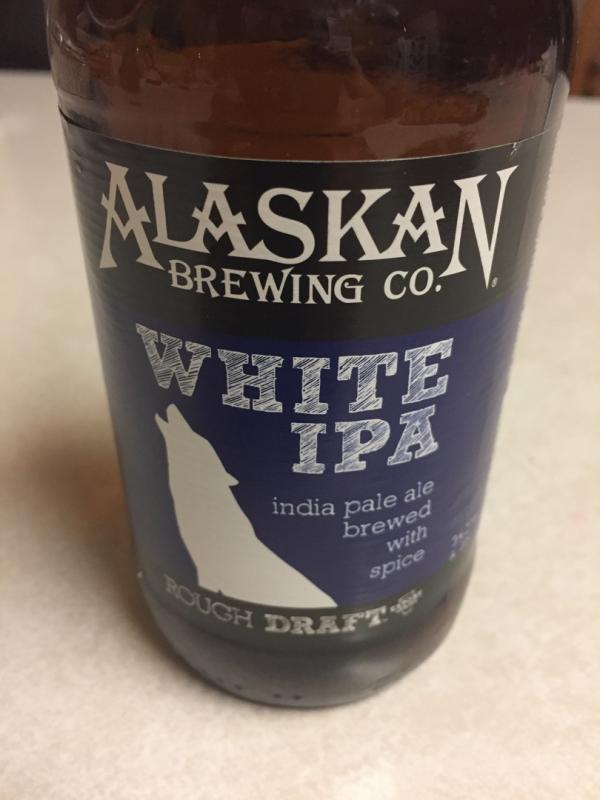 ALASKAN
BREWING CO.
WHITE
IPA
india pale ale
brewed
with
spice
ROUGH DRAFT